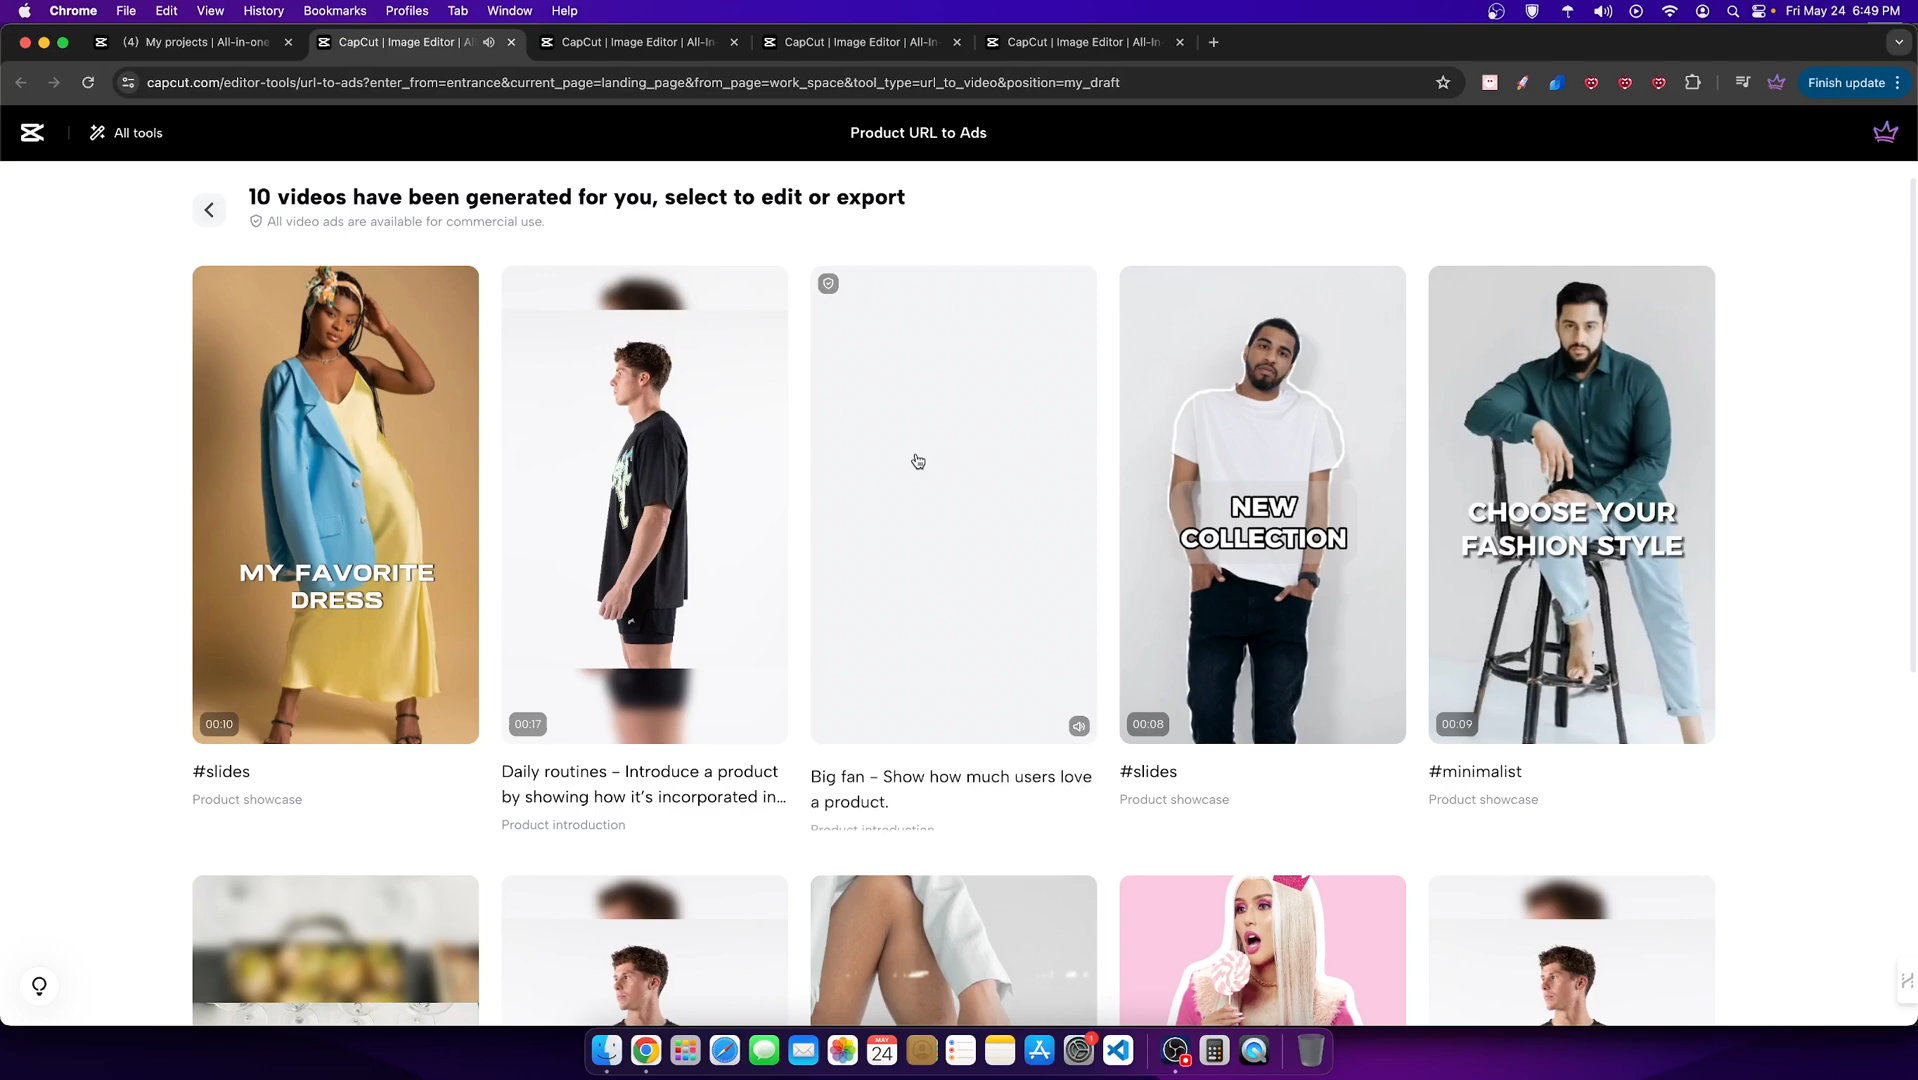 Chrome File Edit View History Bookmarks Profiles Tab Window Help
Fri May 24 6:49 PM
(4) My projects | All-in-one
CapCut | Image Editor | Al
CapCut | Image Editor | All-In-
CapCut | Image Editor | All-In-
CapCut | Image Editor | All-In-
capcut.com/editor-tools/url-to-ads?enter_from=entrance&current_page=landing_page&from_page=work_space&tool_type=url_to_video&position=my_draft
Finish update
All tools
Product URL to Ads
10 videos have been generated for you, select to edit or export
All video ads are available for commercial use.
MY FAVORITE
DRESS
00:10
#slides
Product showcase
00:17
Daily routines - Introduce a product
by showing how it's incorporated in...
Product introduction
Big fan - Show how much users love
a product.
Product introduction
NEW
COLLECTION
00:08
#slides
Product showcase
CHOOSE YOUR
FASHION STYLE
00:09
#minimalist
Product showcase
MAY
24
1